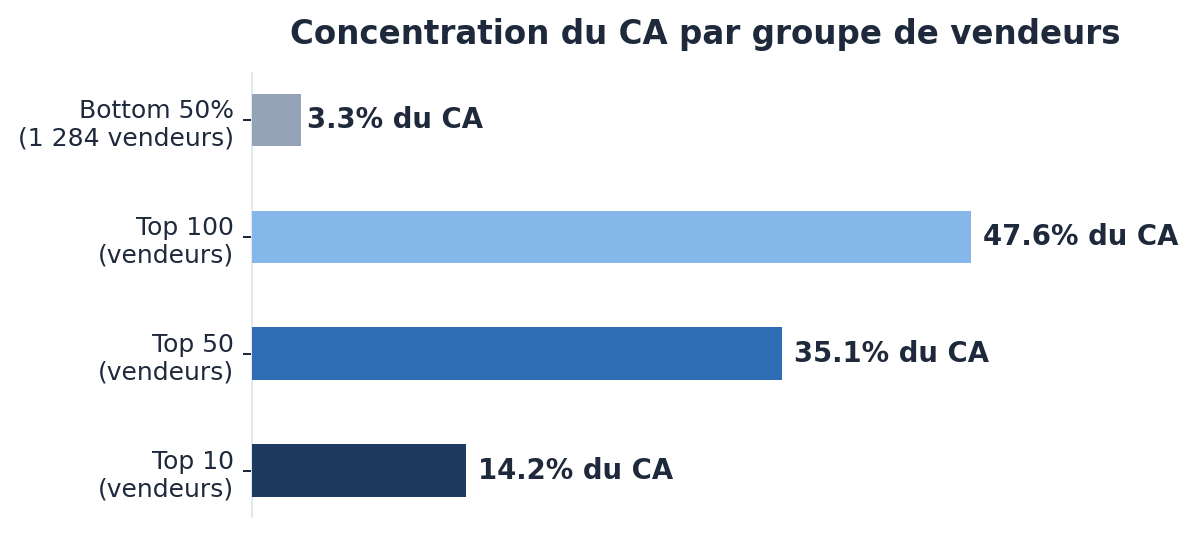 Concentration du CA par groupe de vendeurs
Bottom 50%
(1 284 vendeurs)
3.3% du CA
Top 100
(vendeurs)
47.6% du CA
Top 50
(vendeurs)
35.1% du CA
Top 10
(vendeurs)
14.2% du CA